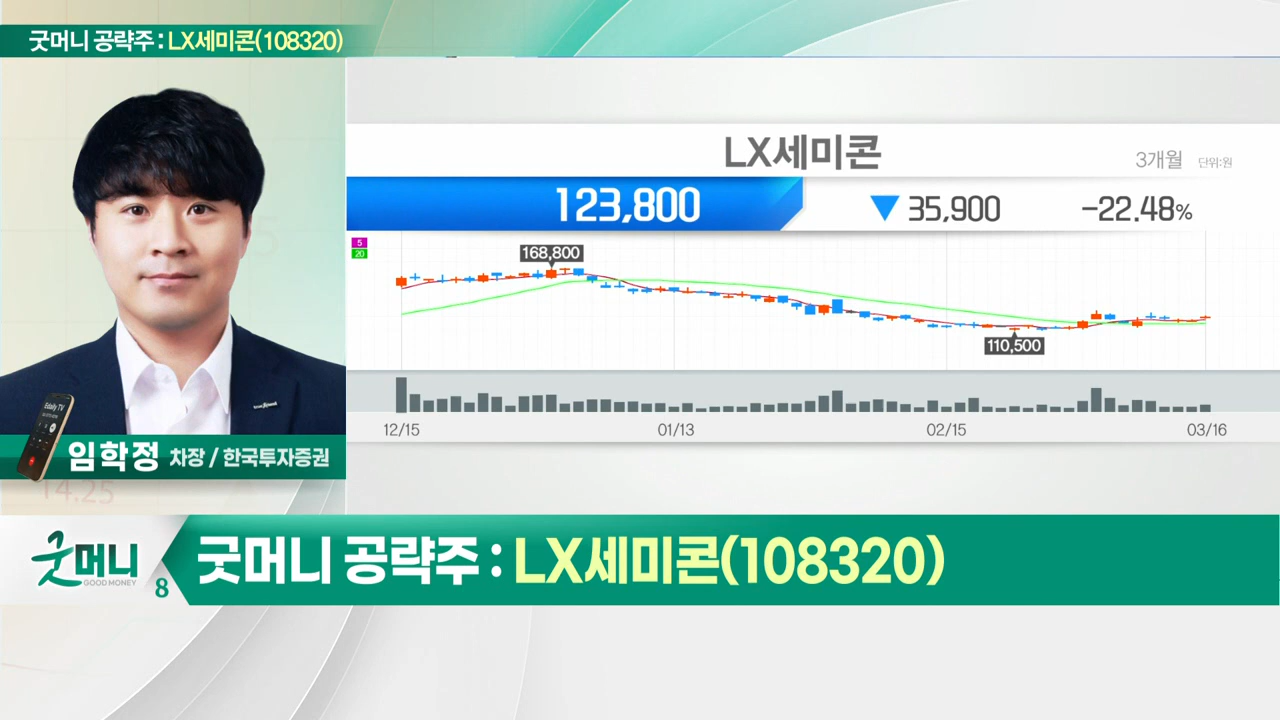 굿머니 공략주 : LX세미콘(108320)
LX세미콘
3개월 단위:원
123,800 ▼ 35,900 -22.48%
5
20
168,800
110,500
12/15 01/13 02/15 03/16
Edaily TV
임학정 차장 / 한국투자증권
14.25
굿머니
GOOD MONEY
8
굿머니 공략주 : LX세미콘(108320)